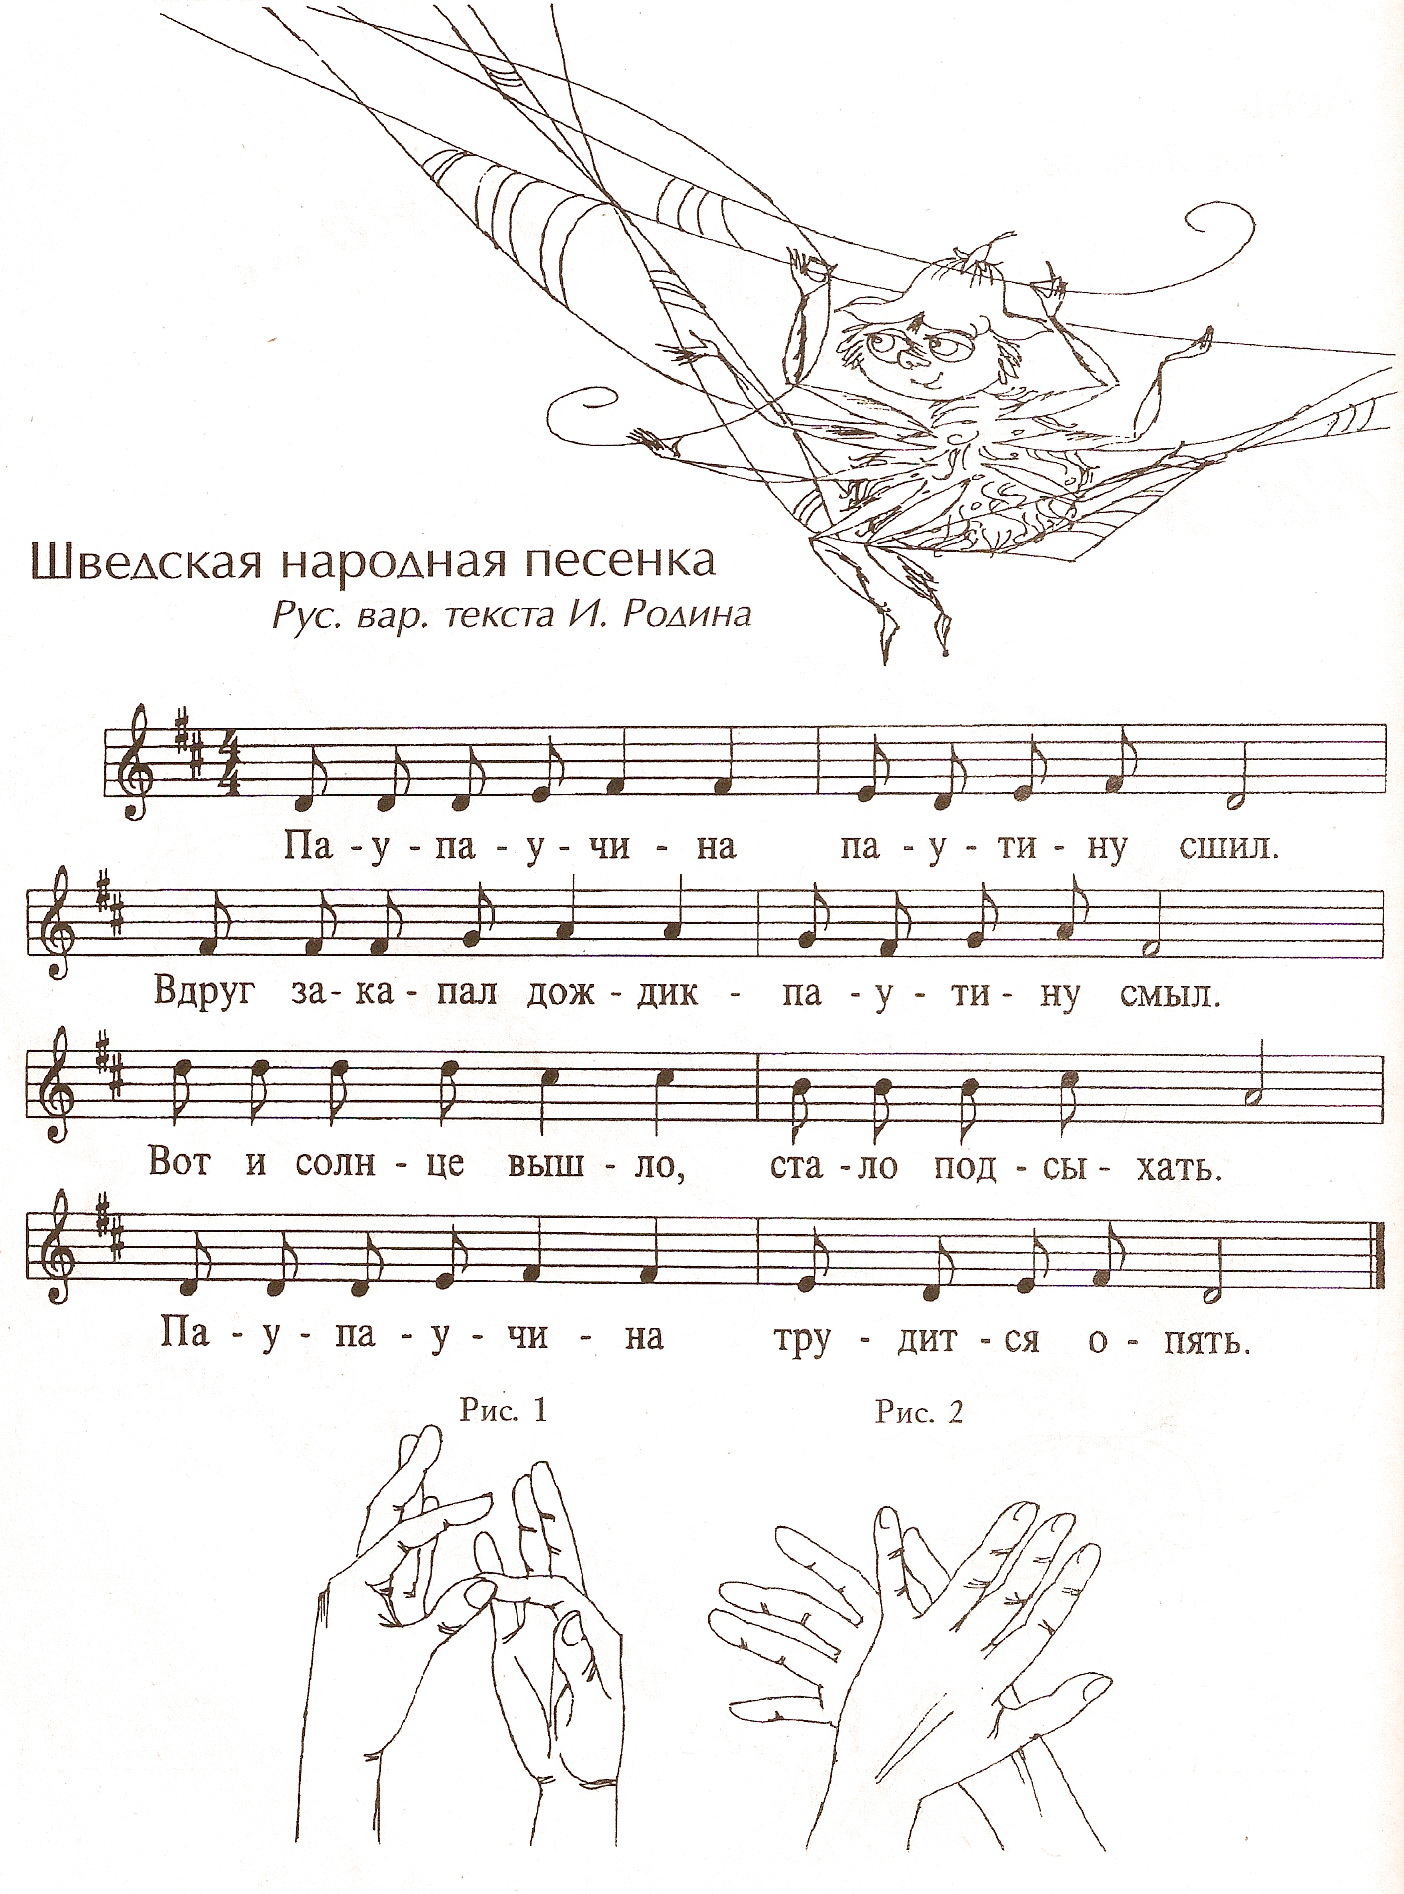 Шведская народная песенка
Рус. вар. текста И. Родина
4
4
Па - у - па - у - чи - на па - у - ти - ну сшил.
Вдруг за - ка - пал дож - дик - па - у - ти - ну смыл.
Вот и солн - це выш - ло, ста - ло под - сы - хать.
Па - у - па - у - чи - на тру - дит - ся о - пять.
Рис. 1 Рис. 2